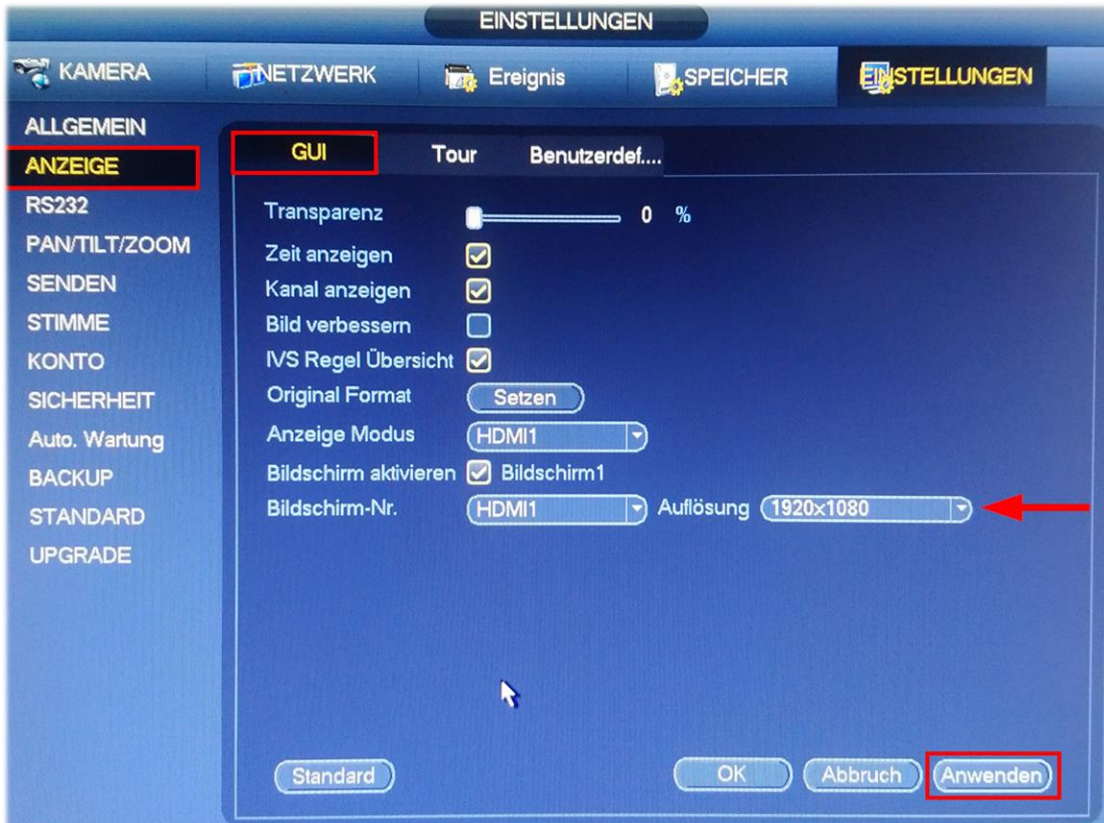 EINSTELLUNGEN
KAMERA NETZWERK Ereignis SPEICHER EINSTELLUNGEN
ALLGEMEIN
ANZEIGE
RS232
PAN/TILT/ZOOM
SENDEN
STIMME
KONTO
SICHERHEIT
Auto. Wartung
BACKUP
STANDARD
UPGRADE
GUI Tour Benutzerdef....
Transparenz 0 %
Zeit anzeigen
Kanal anzeigen
Bild verbessern
IVS Regel Übersicht
Original Format Setzen
Anzeige Modus HDMI1
Bildschirm aktivieren Bildschirm1
Bildschirm-Nr. HDMI1 Auflösung 1920x1080
Standard OK Abbruch Anwenden